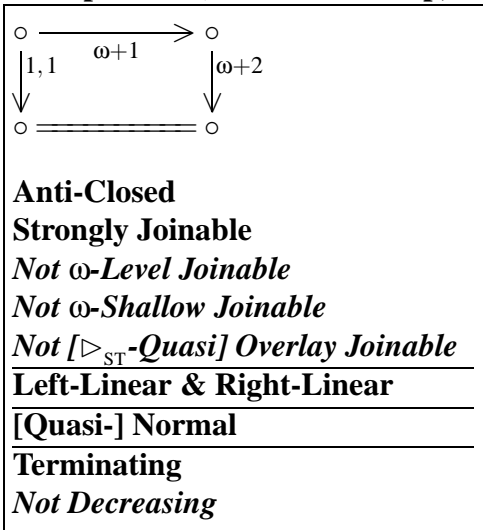 ω+1
1,1
ω+2
Anti-Closed
Strongly Joinable
Not ω-Level Joinable
Not ω-Shallow Joinable
Not [▷ST-Quasi] Overlay Joinable
Left-Linear & Right-Linear
[Quasi-] Normal
Terminating
Not Decreasing